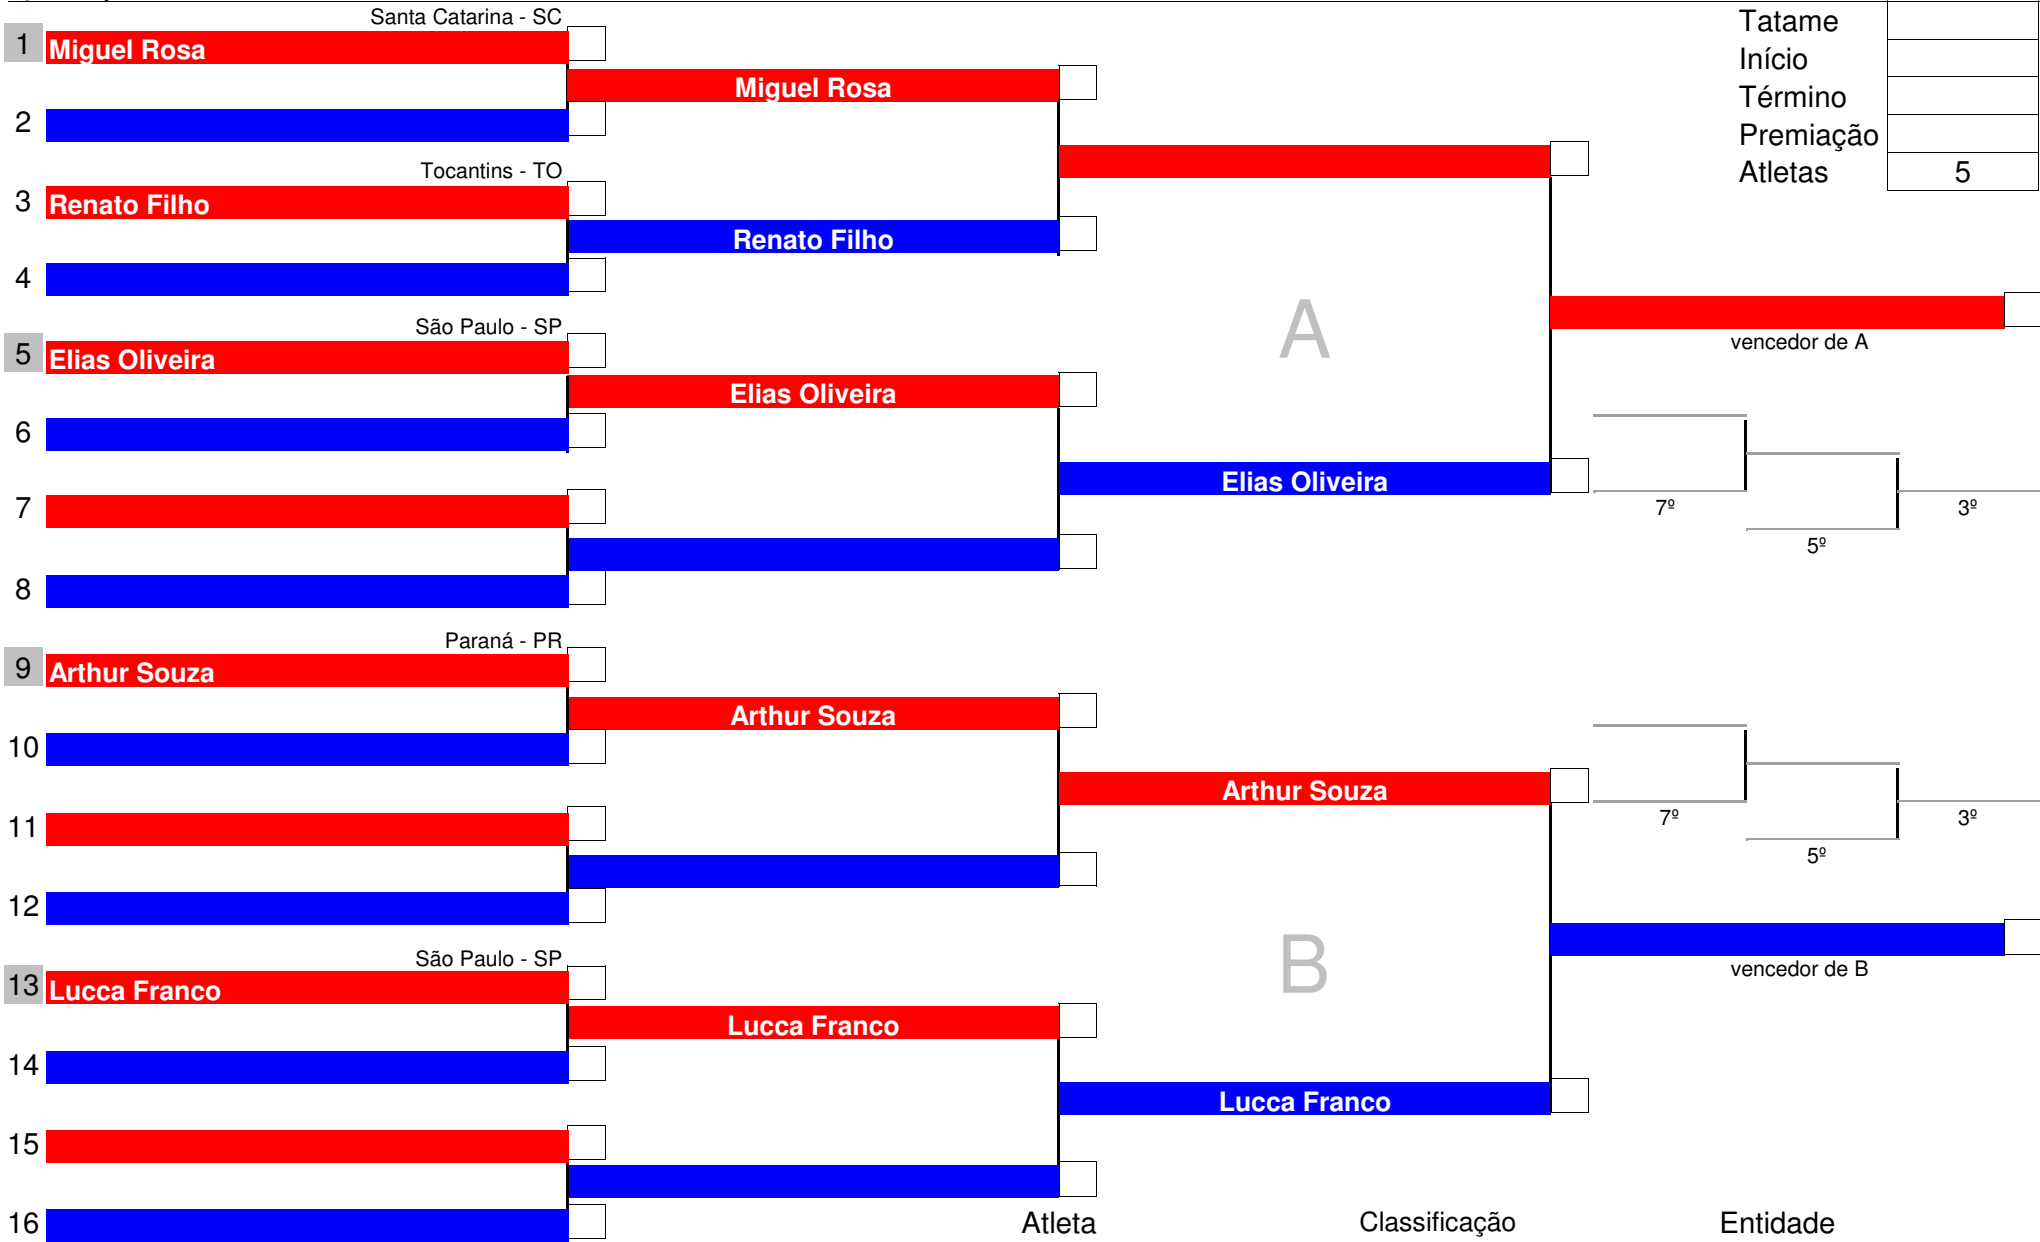 Santa Catarina - SC
1 Miguel Rosa
Miguel Rosa
2
Tocantins - TO
3 Renato Filho
Renato Filho
4
São Paulo - SP
5 Elias Oliveira
Elias Oliveira
6
Elias Oliveira
7
8
Paraná - PR
9 Arthur Souza
Arthur Souza
10
Arthur Souza
11
12
São Paulo - SP
13 Lucca Franco
Lucca Franco
14
Lucca Franco
15
16
A
B
Tatame
Início
Término
Premiação
Atletas 5
vencedor de A
7º
3º
5º
7º
3º
5º
vencedor de B
Atleta Classificação Entidade